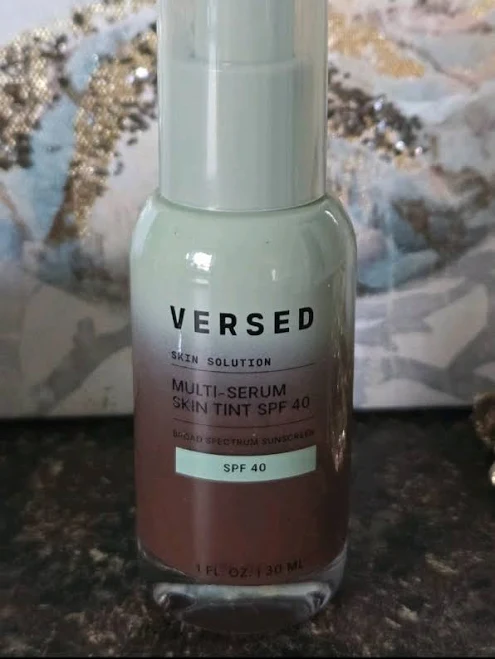 VERSED
SKIN SOLUTION
MULTI-SERUM
SKIN TINT SPF 40
BROAD SPECTRUM SUNSCREEN
SPF 40
1 FL. OZ. | 30 ML